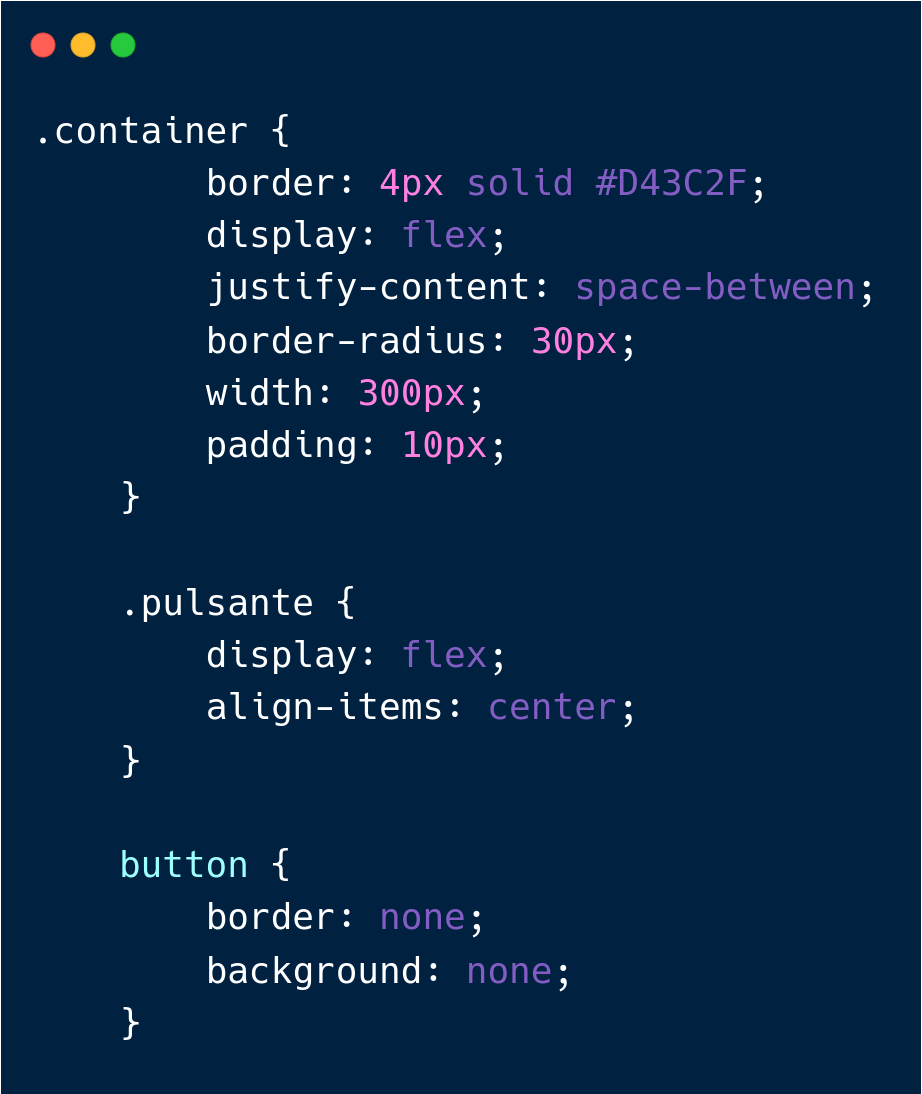 .container {
        border: 4px solid #D43C2F;
        display: flex;
        justify-content: space-between;
        border-radius: 30px;
        width: 300px;
        padding: 10px;
    }

    .pulsante {
        display: flex;
        align-items: center;
    }

    button {
        border: none;
        background: none;
    }